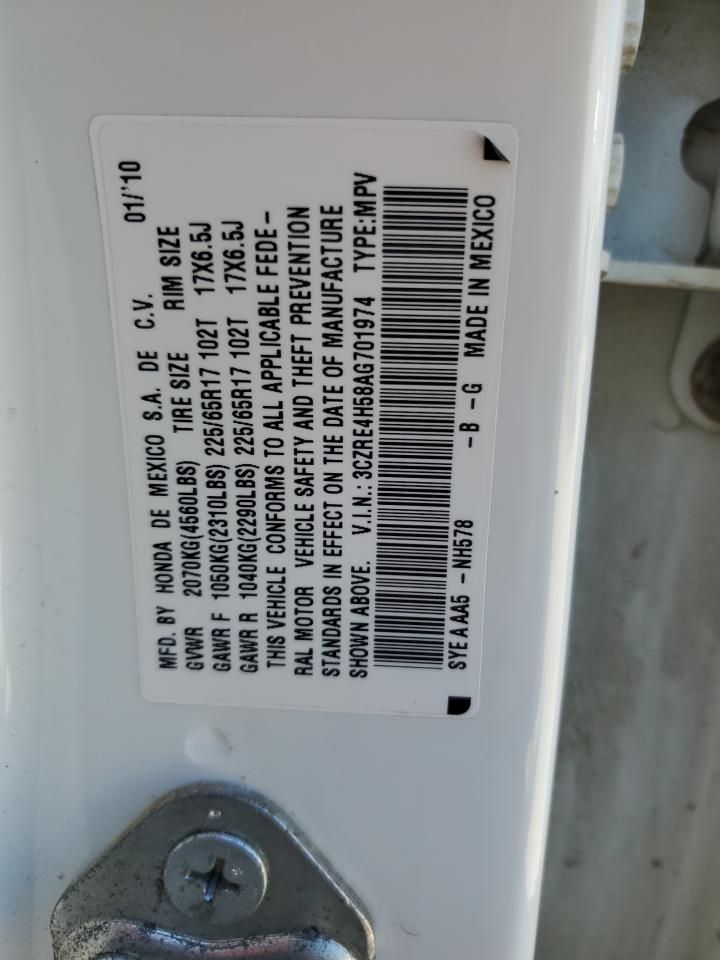 MFD. BY HONDA DE MEXICO S.A. DE C.V. 01/'10
GVWR 2070KG(4560LBS) TIRE SIZE RIM SIZE
GAWR F 1050KG(2310LBS) 225/65R17 102T 17X6.5J
GAWR R 1040KG(2290LBS) 225/65R17 102T 17X6.5J
THIS VEHICLE CONFORMS TO ALL APPLICABLE FEDE-
RAL MOTOR VEHICLE SAFETY AND THEFT PREVENTION
STANDARDS IN EFFECT ON THE DATE OF MANUFACTURE
SHOWN ABOVE. V.I.N.: 3CZRE4H58AG701974 TYPE:MPV
SYE A AA5 -NH578 -B -G MADE IN MEXICO